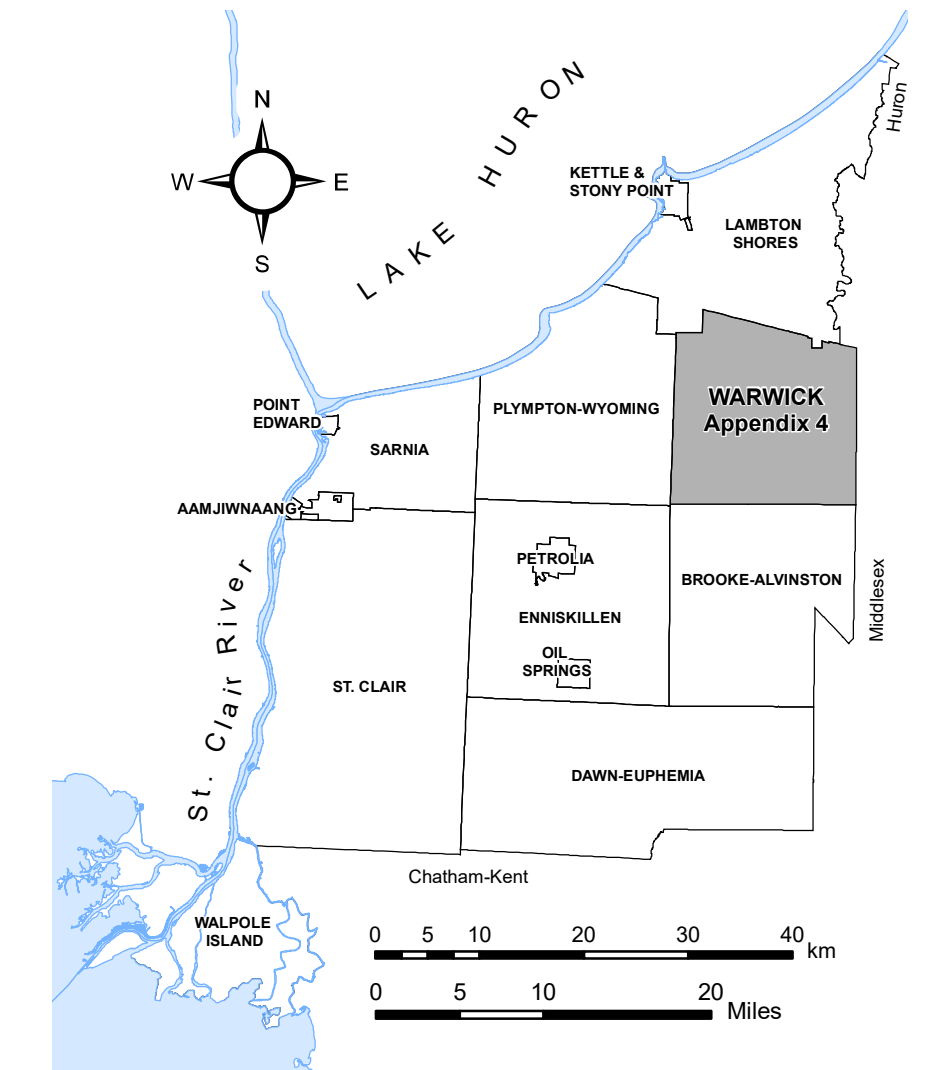 N
W
E
S
LAKE HURON
Huron
KETTLE &
STONY POINT
LAMBTON
SHORES
WARWICK
Appendix 4
PLYMPTON-WYOMING
POINT
EDWARD
SARNIA
AAMJIWNAANG
PETROLIA
BROOKE-ALVINSTON
Middlesex
ENNISKILLEN
OIL
SPRINGS
ST. CLAIR
St. Clair River
DAWN-EUPHEMIA
Chatham-Kent
WALPOLE
ISLAND
0 5 10 20 30 40 km
0 5 10 20 Miles